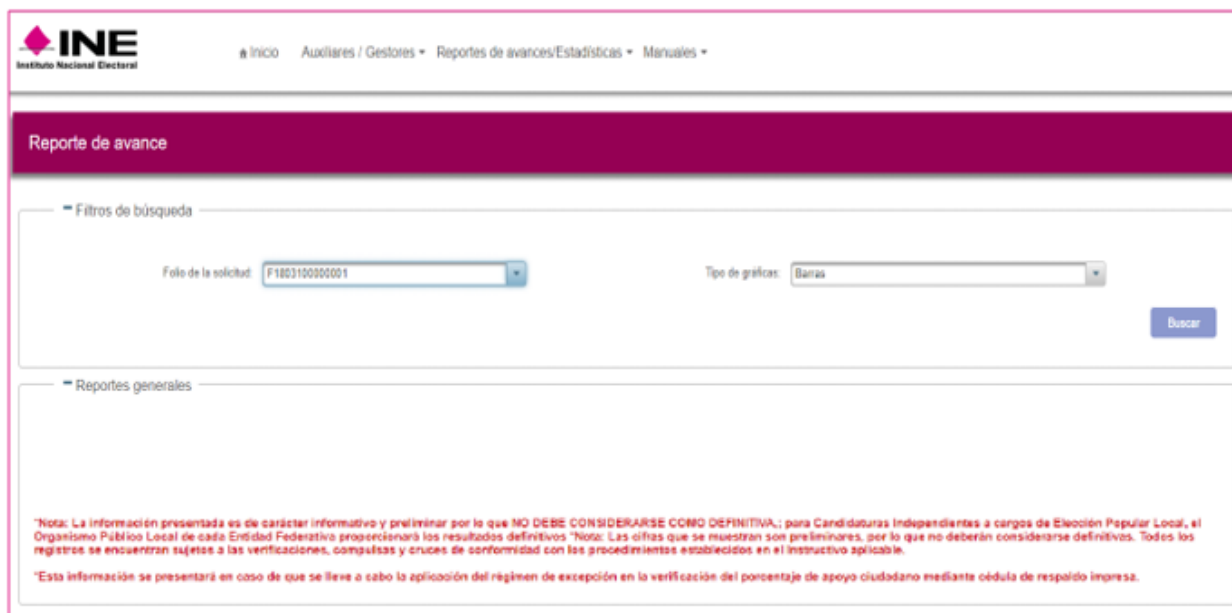 INE
Instituto Nacional Electoral
Inicio Auxiliares / Gestores Reportes de avances/Estadísticas Manuales
Reporte de avance
Filtros de búsqueda
Folio de la solicitud: F1803100000001 Tipo de gráficas: Barras
Buscar
Reportes generales
*Nota: La información presentada es de carácter informativo y preliminar por lo que NO DEBE CONSIDERARSE COMO DEFINITIVA,; para Candidaturas Independientes a cargos de Elección Popular Local, el
Organismo Público Local de cada Entidad Federativa proporcionará los resultados definitivos *Nota: Las cifras que se muestran son preliminares, por lo que no deberán considerarse definitivas. Todos los
registros se encuentran sujetos a las verificaciones, compulsas y cruces de conformidad con los procedimientos establecidos en el Instructivo aplicable.
*Esta información se presentará en caso de que se lleve a cabo la aplicación del régimen de excepción en la verificación del porcentaje de apoyo ciudadano mediante cédula de respaldo impresa.